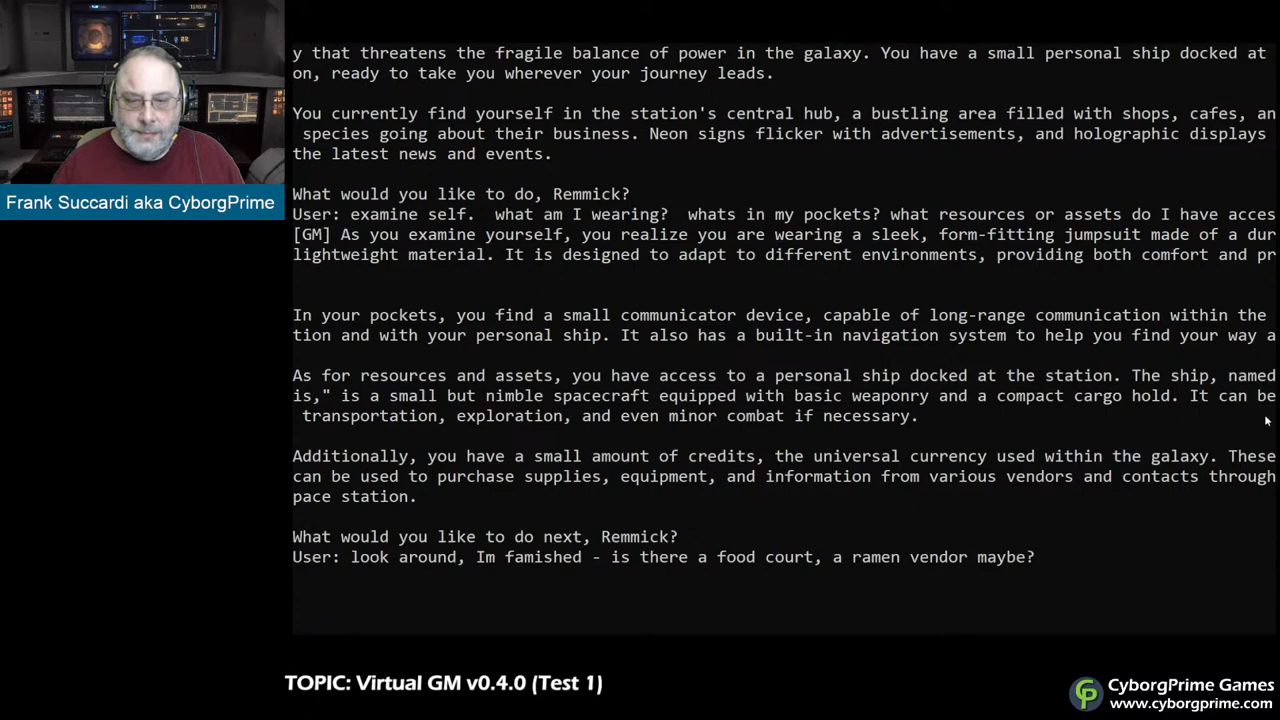 y that threatens the fragile balance of power in the galaxy. You have a small personal ship docked at
on, ready to take you wherever your journey leads.
You currently find yourself in the station's central hub, a bustling area filled with shops, cafes, an
species going about their business. Neon signs flicker with advertisements, and holographic displays
the latest news and events.
What would you like to do, Remmick?
User: examine self.  what am I wearing?  whats in my pockets? what resources or assets do I have acces
[GM] As you examine yourself, you realize you are wearing a sleek, form-fitting jumpsuit made of a dur
lightweight material. It is designed to adapt to different environments, providing both comfort and pr
In your pockets, you find a small communicator device, capable of long-range communication within the
tion and with your personal ship. It also has a built-in navigation system to help you find your way a
As for resources and assets, you have access to a personal ship docked at the station. The ship, named
is," is a small but nimble spacecraft equipped with basic weaponry and a compact cargo hold. It can be
transportation, exploration, and even minor combat if necessary.
Additionally, you have a small amount of credits, the universal currency used within the galaxy. These
can be used to purchase supplies, equipment, and information from various vendors and contacts through
pace station.
What would you like to do next, Remmick?
User: look around, Im famished - is there a food court, a ramen vendor maybe?
Frank Succardi aka CyborgPrime
TOPIC: Virtual GM v0.4.0 (Test 1)
CyborgPrime Games
www.cyborgprime.com